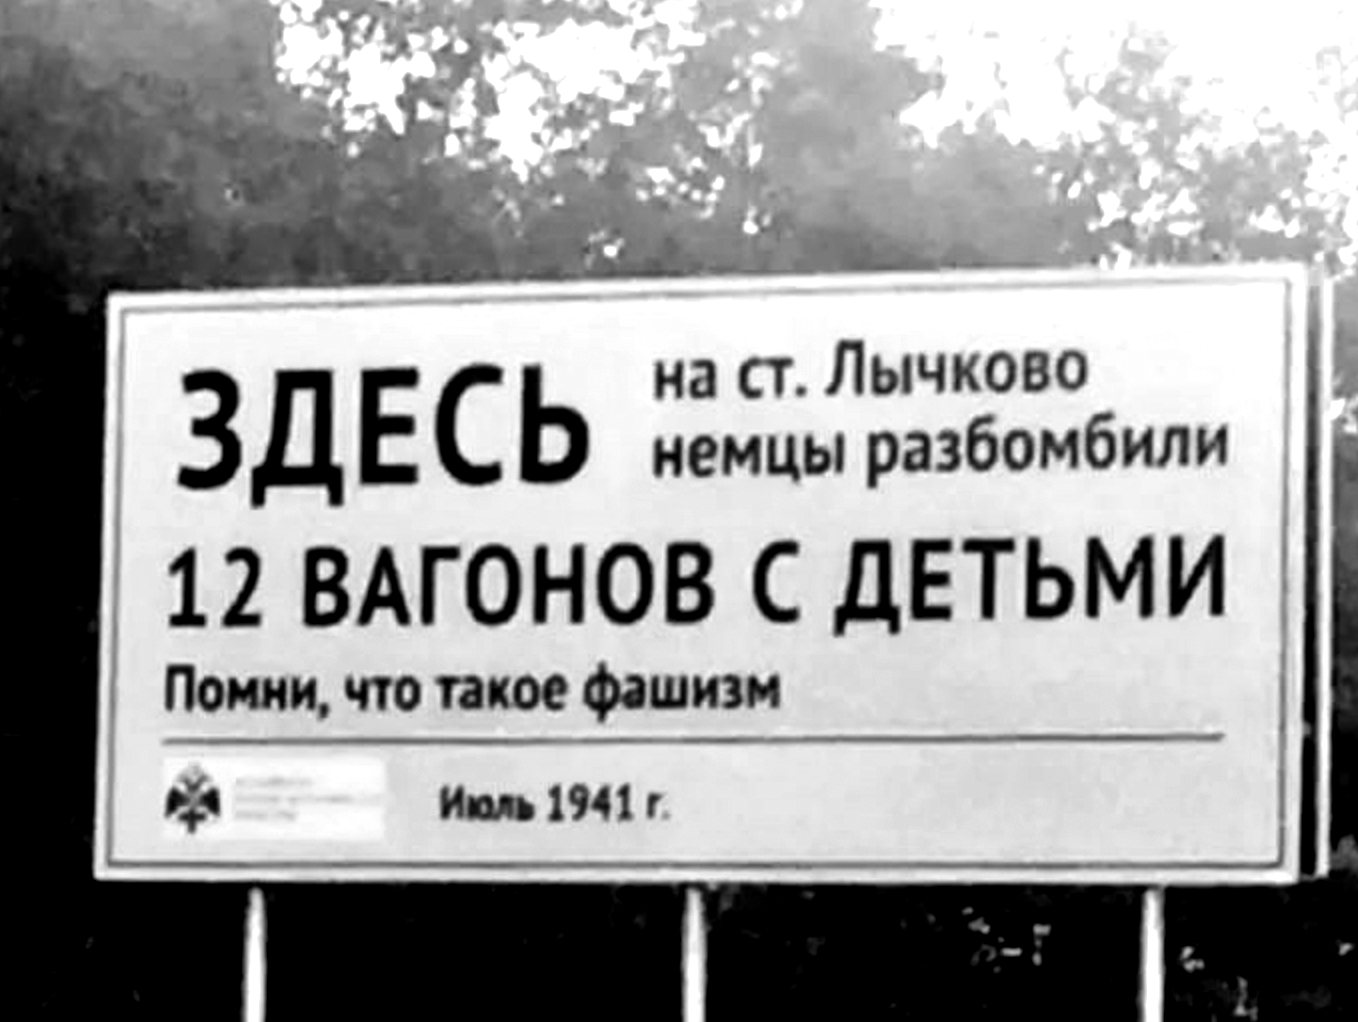 ЗДЕСЬ
на ст. Лычково
немцы разбомбили
12 ВАГОНОВ С ДЕТЬМИ
Помни, что такое фашизм
Июль 1941 г.